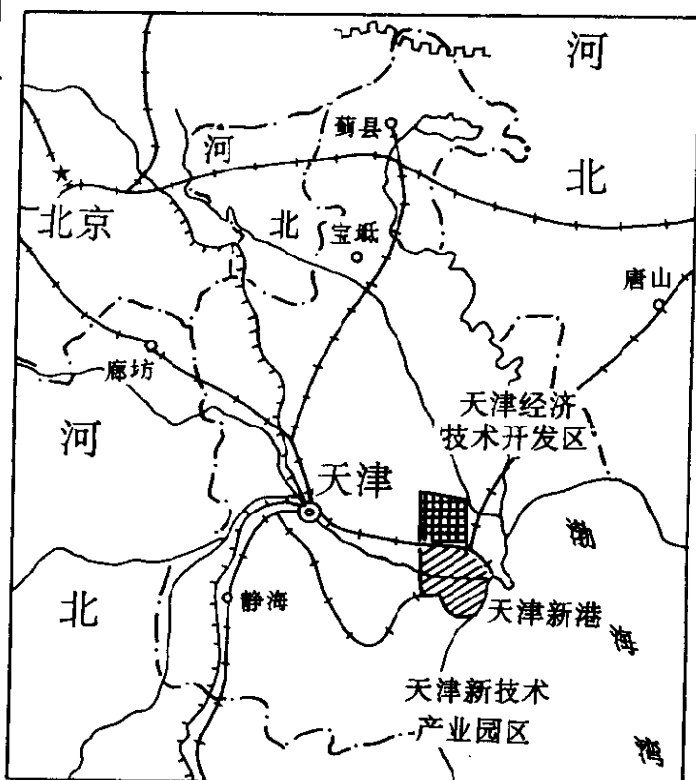 河
蓟县
河
北
北京
北
宝坻
唐山
廊坊
天津经济
技术开发区
河
天津
渤
静海
北
天津新港
海
天津新技术
产业园区
湾